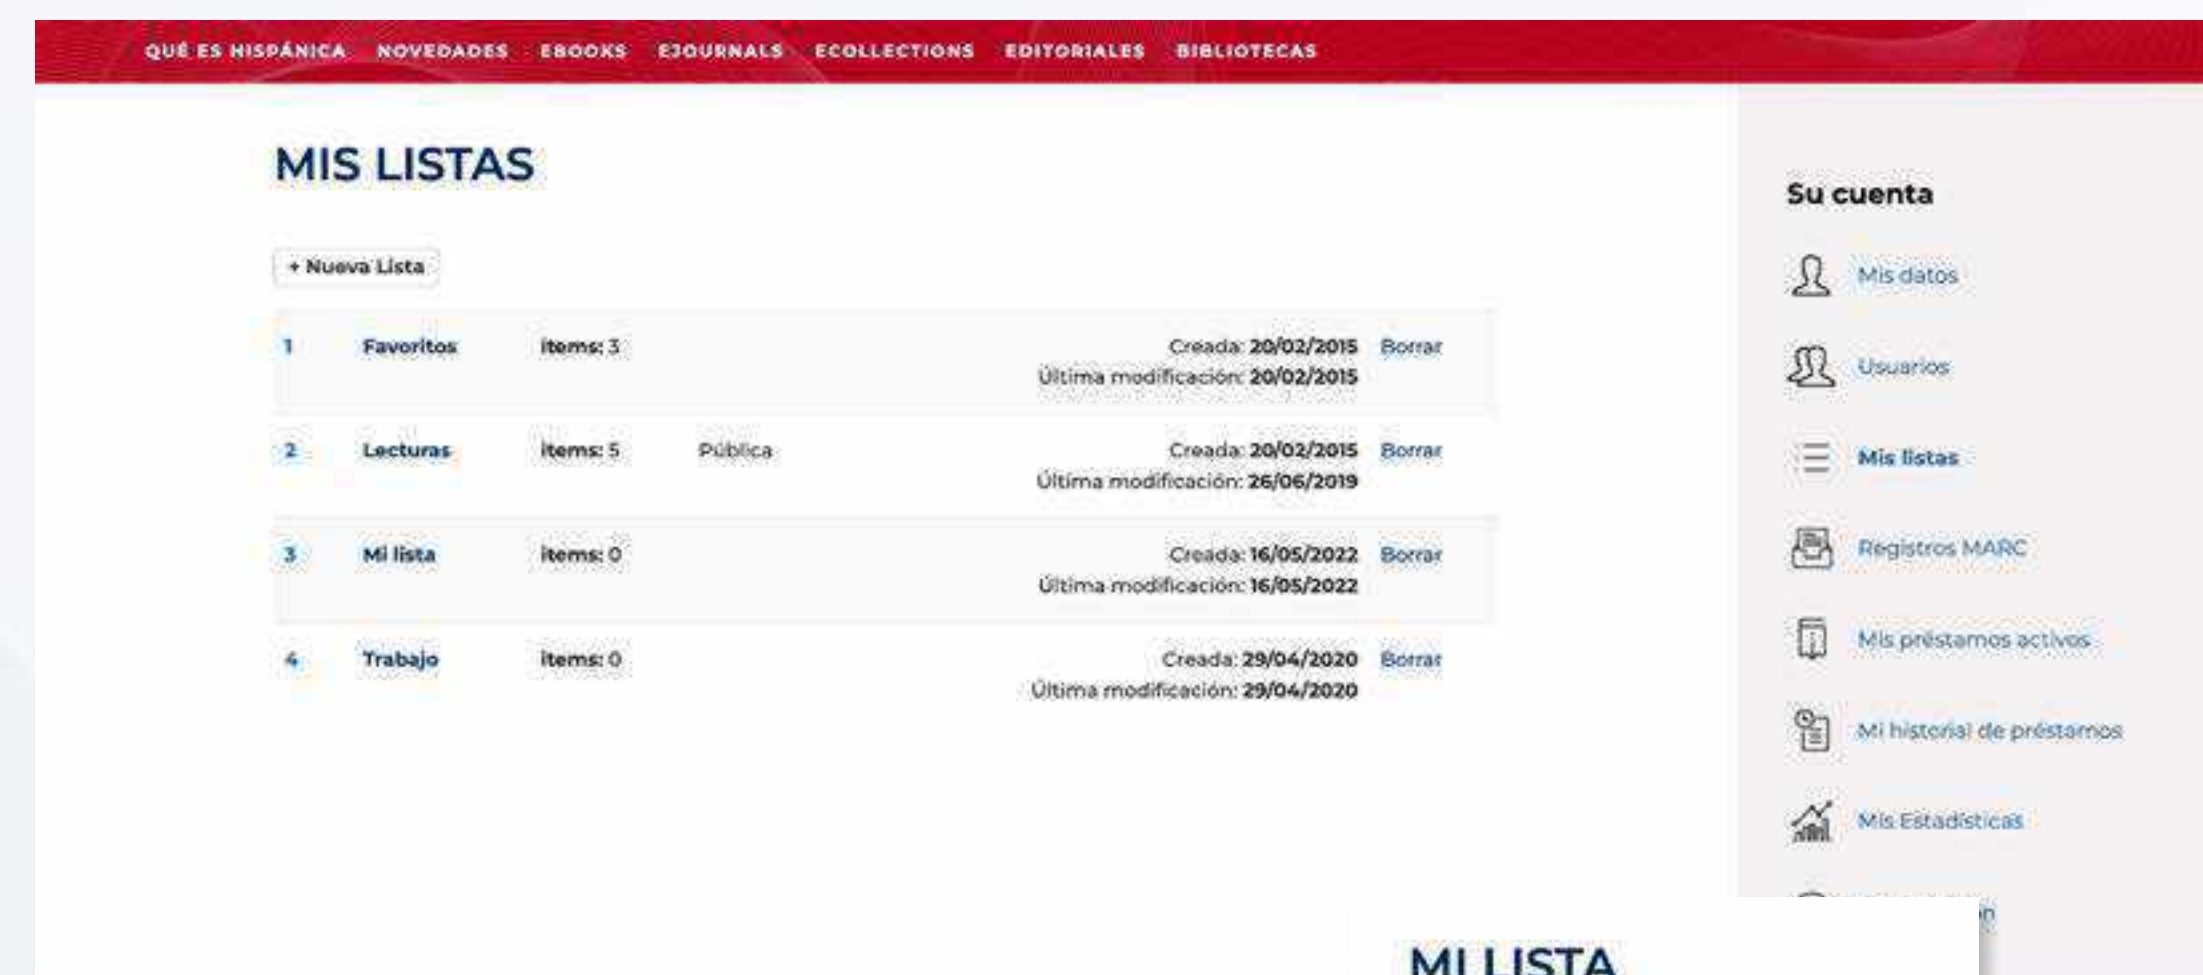 QUÉ ES HISPÁNICA NOVEDADES EBOOKS EJOURNALS ECOLLECTIONS EDITORIALES BIBLIOTECAS
MIS LISTAS
+ Nueva Lista
1 Favoritos items: 3 Creada: 20/02/2015 Borrar
Última modificación: 20/02/2015
2 Lecturas items: 5 Pública Creada: 20/02/2015 Borrar
Última modificación: 26/06/2019
3 Mi lista items: 0 Creada: 16/05/2022 Borrar
Última modificación: 16/05/2022
4 Trabajo items: 0 Creada: 29/04/2020 Borrar
Última modificación: 29/04/2020
Su cuenta
Mis datos
Usuarios
Mis listas
Registros MARC
Mis préstamos activos
Mi historial de préstamos
Mis Estadísticas
MI LISTA